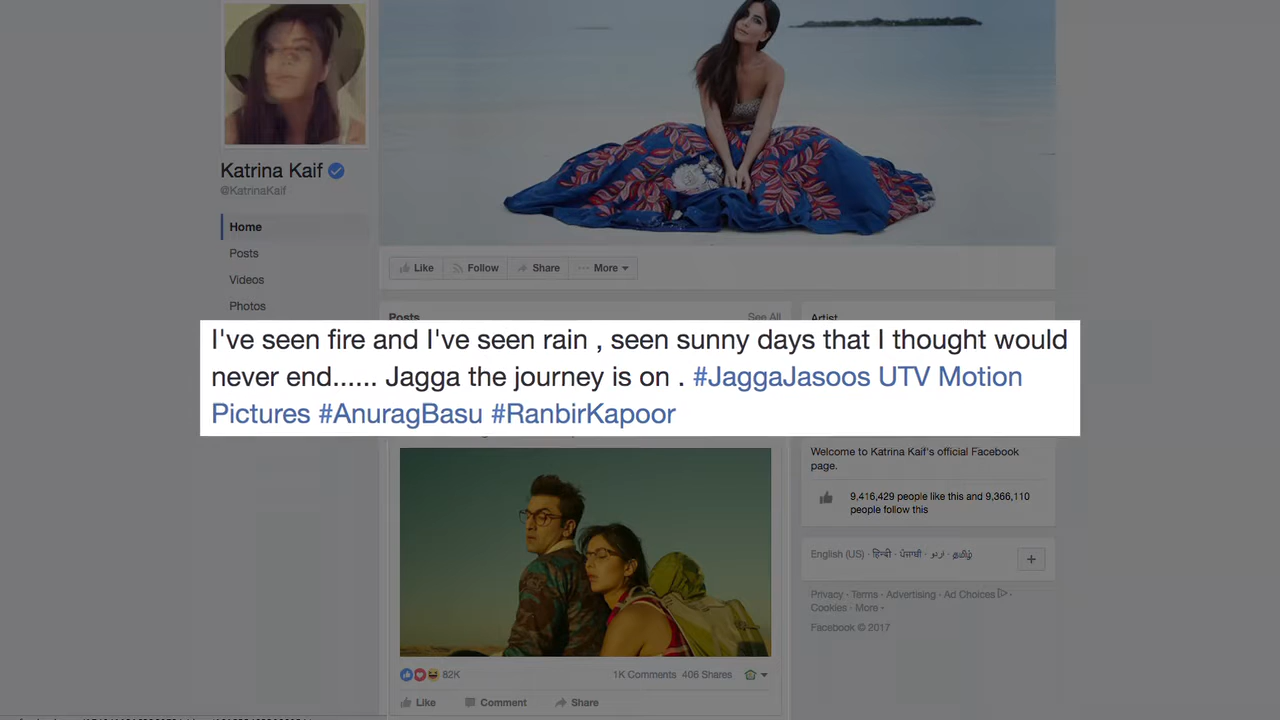 Katrina Kaif
@KatrinaKaif
Home
Posts
Videos
Photos
Like
Follow
Share
More
Posts
See All
Artist
I've seen fire and I've seen rain , seen sunny days that I thought would
never end...... Jagga the journey is on . #JaggaJasoos UTV Motion
Pictures #AnuragBasu #RanbirKapoor
Welcome to Katrina Kaif's official Facebook
page.
9,416,429 people like this and 9,366,110
people follow this
English (US) · हिन्दी · ਪੰਜਾਬੀ · اردو · தமிழ்
Privacy · Terms · Advertising · Ad Choices ·
Cookies · More
Facebook © 2017
82K
1K Comments 406 Shares
Like
Comment
Share